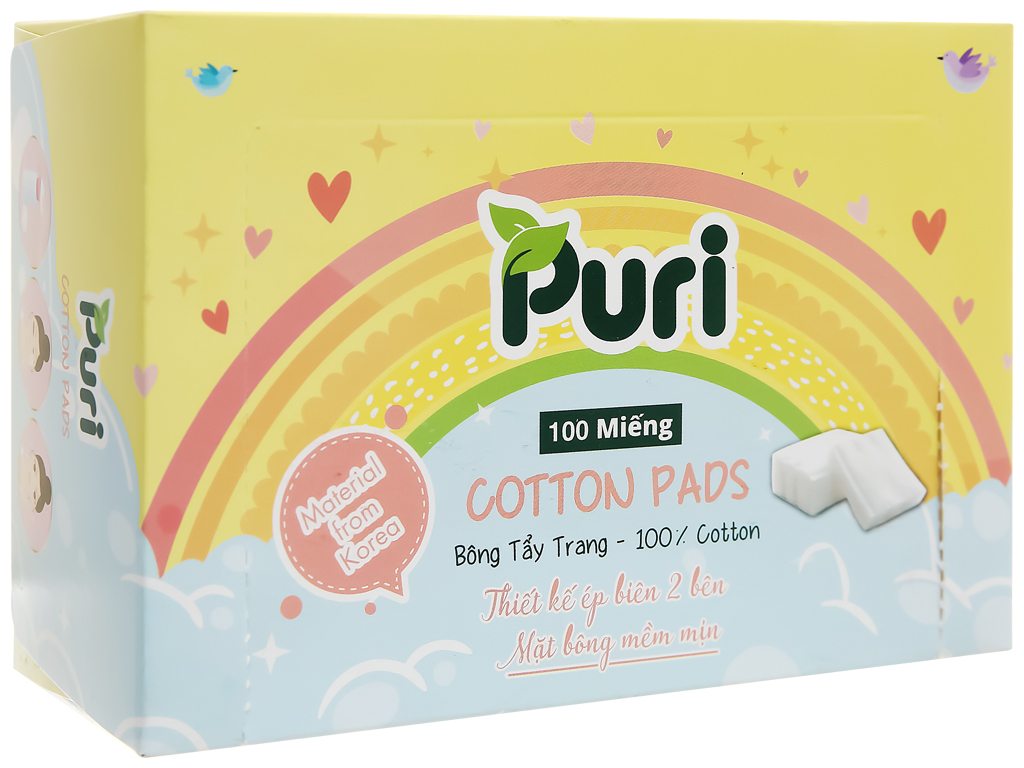 Puri
100 Miếng
COTTON PADS
Bông Tẩy Trang - 100% Cotton
Thiết kế ép biên 2 bên
Mặt bông mềm mịn
Material
from
Korea
Puri
COTTON PADS